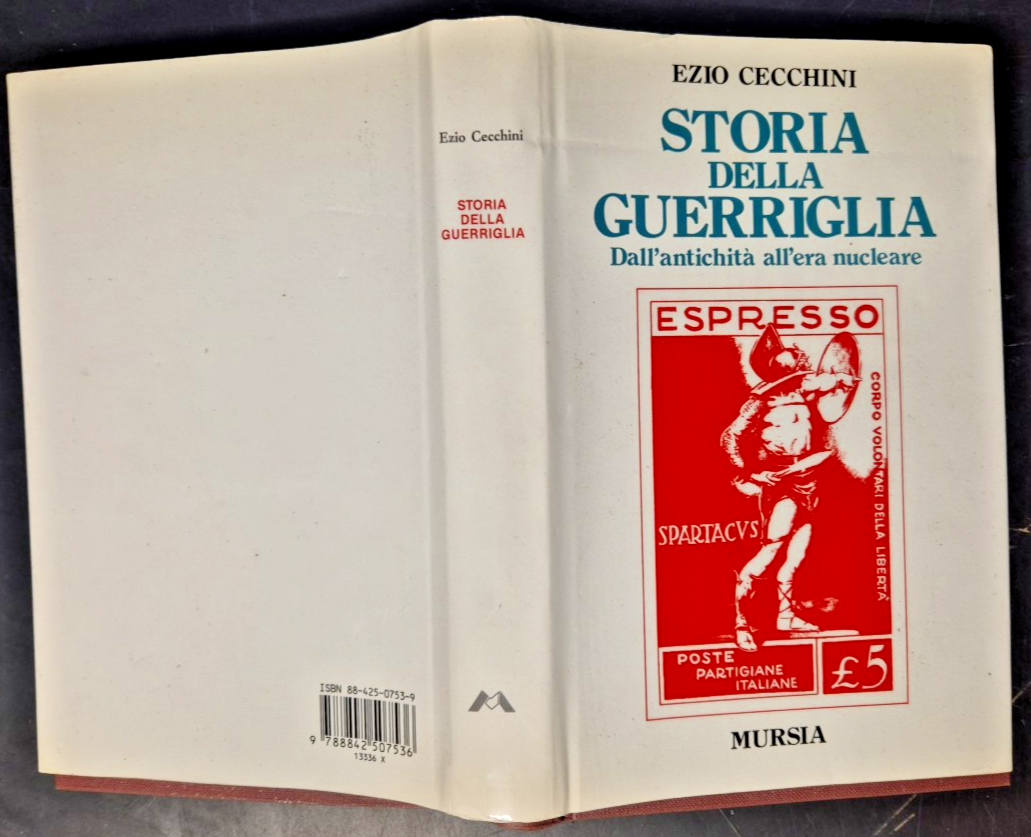 ISBN 88-425-0753-9
9 788842 507536
13336 X
Ezio Cecchini
STORIA
DELLA
GUERRIGLIA
EZIO CECCHINI
STORIA
DELLA
GUERRIGLIA
Dall'antichità all'era nucleare
ESPRESSO
CORPO VOLONTARI DELLA LIBERTA'
SPARTACVS
POSTE
PARTIGIANE
ITALIANE
£5
MURSIA